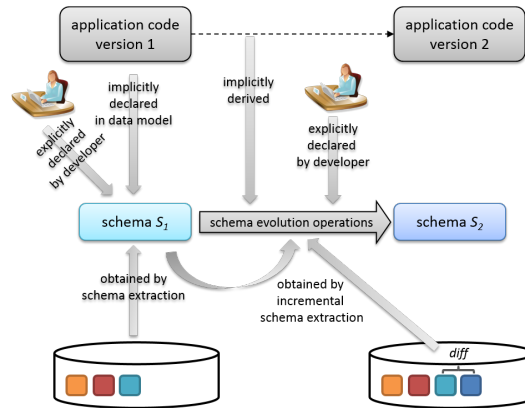 application code
version 1
application code
version 2
implicitly
declared
in data model
implicitly
derived
explicitly
declared
by developer
explicitly
declared
by developer
schema S1
schema evolution operations
schema S2
obtained by
schema extraction
obtained by
incremental
schema extraction
diff